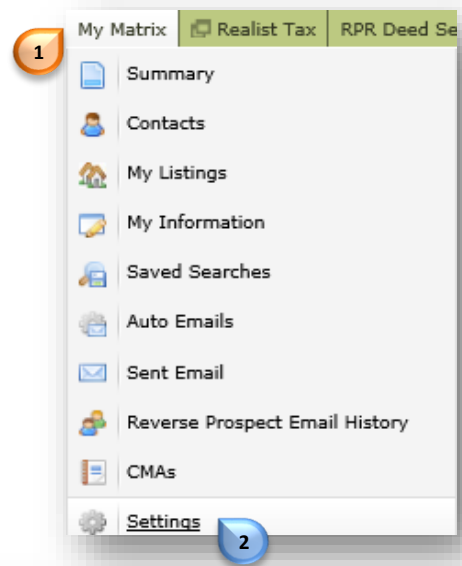 My Matrix Realist Tax RPR Deed Se
1
Summary
Contacts
My Listings
My Information
Saved Searches
Auto Emails
Sent Email
Reverse Prospect Email History
CMAs
Settings
2